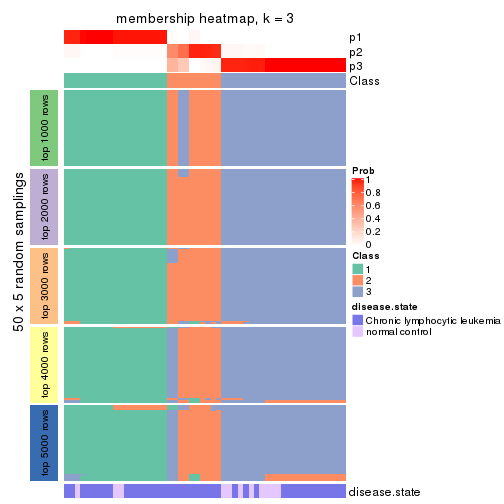 membership heatmap, k = 3
p1
p2
p3
Class
50 x 5 random samplings
top 1000 rows
top 2000 rows
top 3000 rows
top 4000 rows
top 5000 rows
Prob
1
0.8
0.6
0.4
0.2
0
Class
1
2
3
disease.state
Chronic lymphocytic leukemia
normal control
disease.state